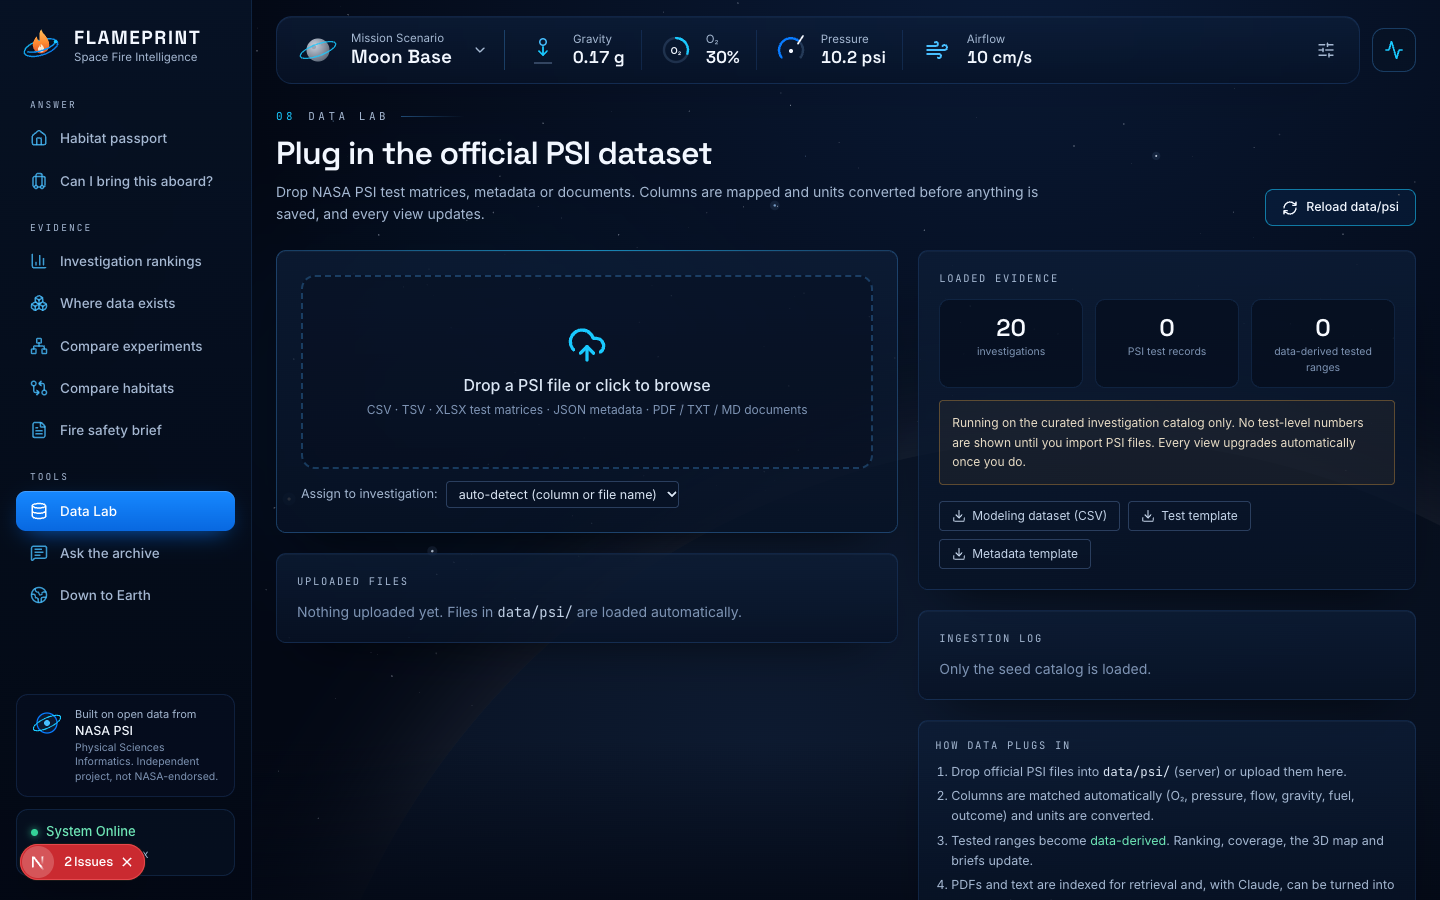 FLAMEPRINT
Space Fire Intelligence
ANSWER
Habitat passport
Can I bring this aboard?
EVIDENCE
Investigation rankings
Where data exists
Compare experiments
Compare habitats
Fire safety brief
TOOLS
Data Lab
Ask the archive
Down to Earth
Built on open data from
NASA PSI
Physical Sciences
Informatics. Independent
project, not NASA-endorsed.
System Online
N 2 Issues
Mission Scenario
Moon Base
Gravity
0.17 g
O₂
O₂
30%
Pressure
10.2 psi
Airflow
10 cm/s
08 DATA LAB
Plug in the official PSI dataset
Drop NASA PSI test matrices, metadata or documents. Columns are mapped and units converted before anything is
saved, and every view updates.
Reload data/psi
Drop a PSI file or click to browse
CSV · TSV · XLSX test matrices · JSON metadata · PDF / TXT / MD documents
Assign to investigation: auto-detect (column or file name)
UPLOADED FILES
Nothing uploaded yet. Files in data/psi/ are loaded automatically.
LOADED EVIDENCE
20
investigations
0
PSI test records
0
data-derived tested
ranges
Running on the curated investigation catalog only. No test-level numbers
are shown until you import PSI files. Every view upgrades automatically
once you do.
Modeling dataset (CSV)
Test template
Metadata template
INGESTION LOG
Only the seed catalog is loaded.
HOW DATA PLUGS IN
1. Drop official PSI files into data/psi/ (server) or upload them here.
2. Columns are matched automatically (O₂, pressure, flow, gravity, fuel,
outcome) and units are converted.
3. Tested ranges become data-derived. Ranking, coverage, the 3D map and
briefs update.
4. PDFs and text are indexed for retrieval and, with Claude, can be turned into